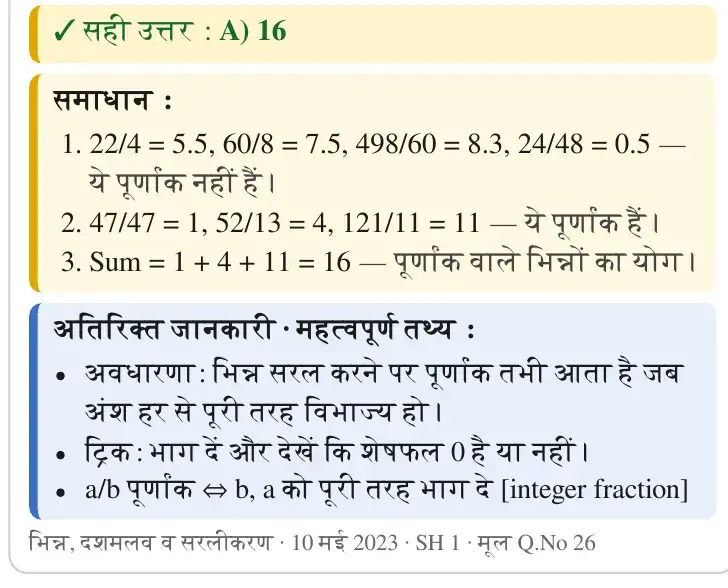 ✓ सही उत्तर : A) 16
समाधान :
1. 22/4 = 5.5, 60/8 = 7.5, 498/60 = 8.3, 24/48 = 0.5 —
ये पूर्णांक नहीं हैं।
2. 47/47 = 1, 52/13 = 4, 121/11 = 11 — ये पूर्णांक हैं।
3. Sum = 1 + 4 + 11 = 16 — पूर्णांक वाले भिन्नों का योग।
अतिरिक्त जानकारी · महत्वपूर्ण तथ्य :
• अवधारणा : भिन्न सरल करने पर पूर्णांक तभी आता है जब
अंश हर से पूरी तरह विभाज्य हो।
• ट्रिक : भाग दें और देखें कि शेषफल 0 है या नहीं।
• a/b पूर्णांक ⇔ b, a को पूरी तरह भाग दे [integer fraction]
भिन्न, दशमलव व सरलीकरण · 10 मई 2023 · SH 1 · मूल Q.No 26